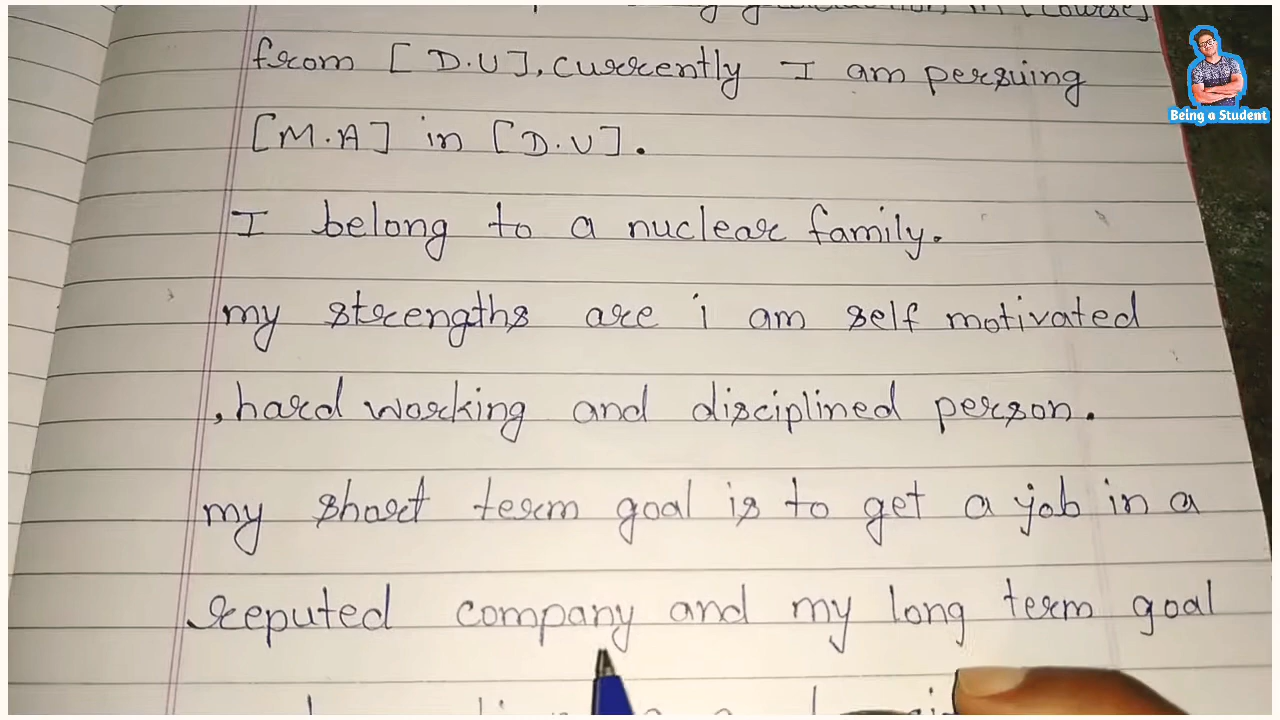 [course]
from [ D.U], currently I am persuing
[M.A] in [D.U].
I belong to a nuclear family.
my strengths are i am self motivated
, hard working and disciplined person.
my short term goal is to get a job in a
reputed company and my long term goal
Being a Student